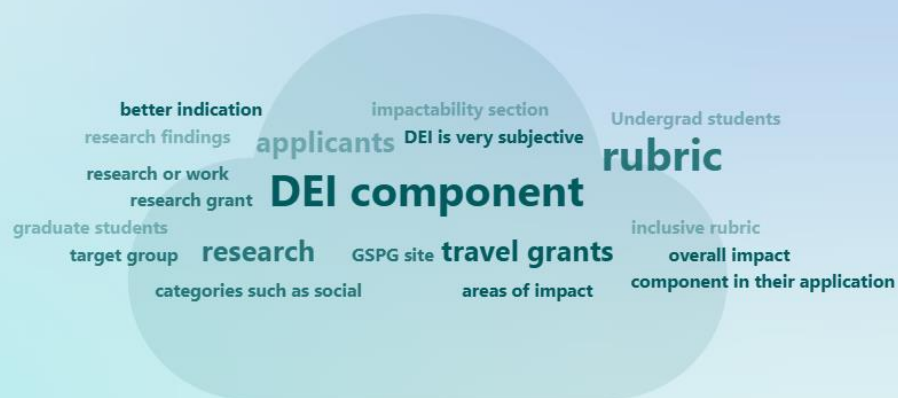 better indication
impactability section
Undergrad students
research findings
applicants
DEI is very subjective
rubric
research or work
DEI component
research grant
graduate students
inclusive rubric
target group
research
GSPG site
travel grants
overall impact
categories such as social
areas of impact
component in their application